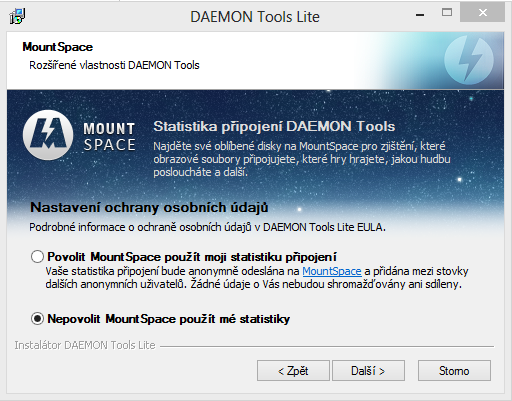 DAEMON Tools Lite
MountSpace
Rozšířené vlastnosti DAEMON Tools
MOUNT
SPACE
Statistika připojení DAEMON Tools
Najděte své oblíbené disky na MountSpace pro zjištění, které
obrazové soubory připojujete, které hry hrajete, jakou hudbu
posloucháte a další.
Nastavení ochrany osobních údajů
Podrobné informace o ochraně osobních údajů v DAEMON Tools Lite EULA.
Povolit MountSpace použít moji statistiku připojení
Vaše statistika připojení bude anonymně odeslána na MountSpace a přidána mezi stovky
dalších anonymních uživatelů. Žádné údaje o Vás nebudou shromažďovány ani sdíleny.
Nepovolit MountSpace použít mé statistiky
Instalátor DAEMON Tools Lite
< Zpět
Další >
Storno